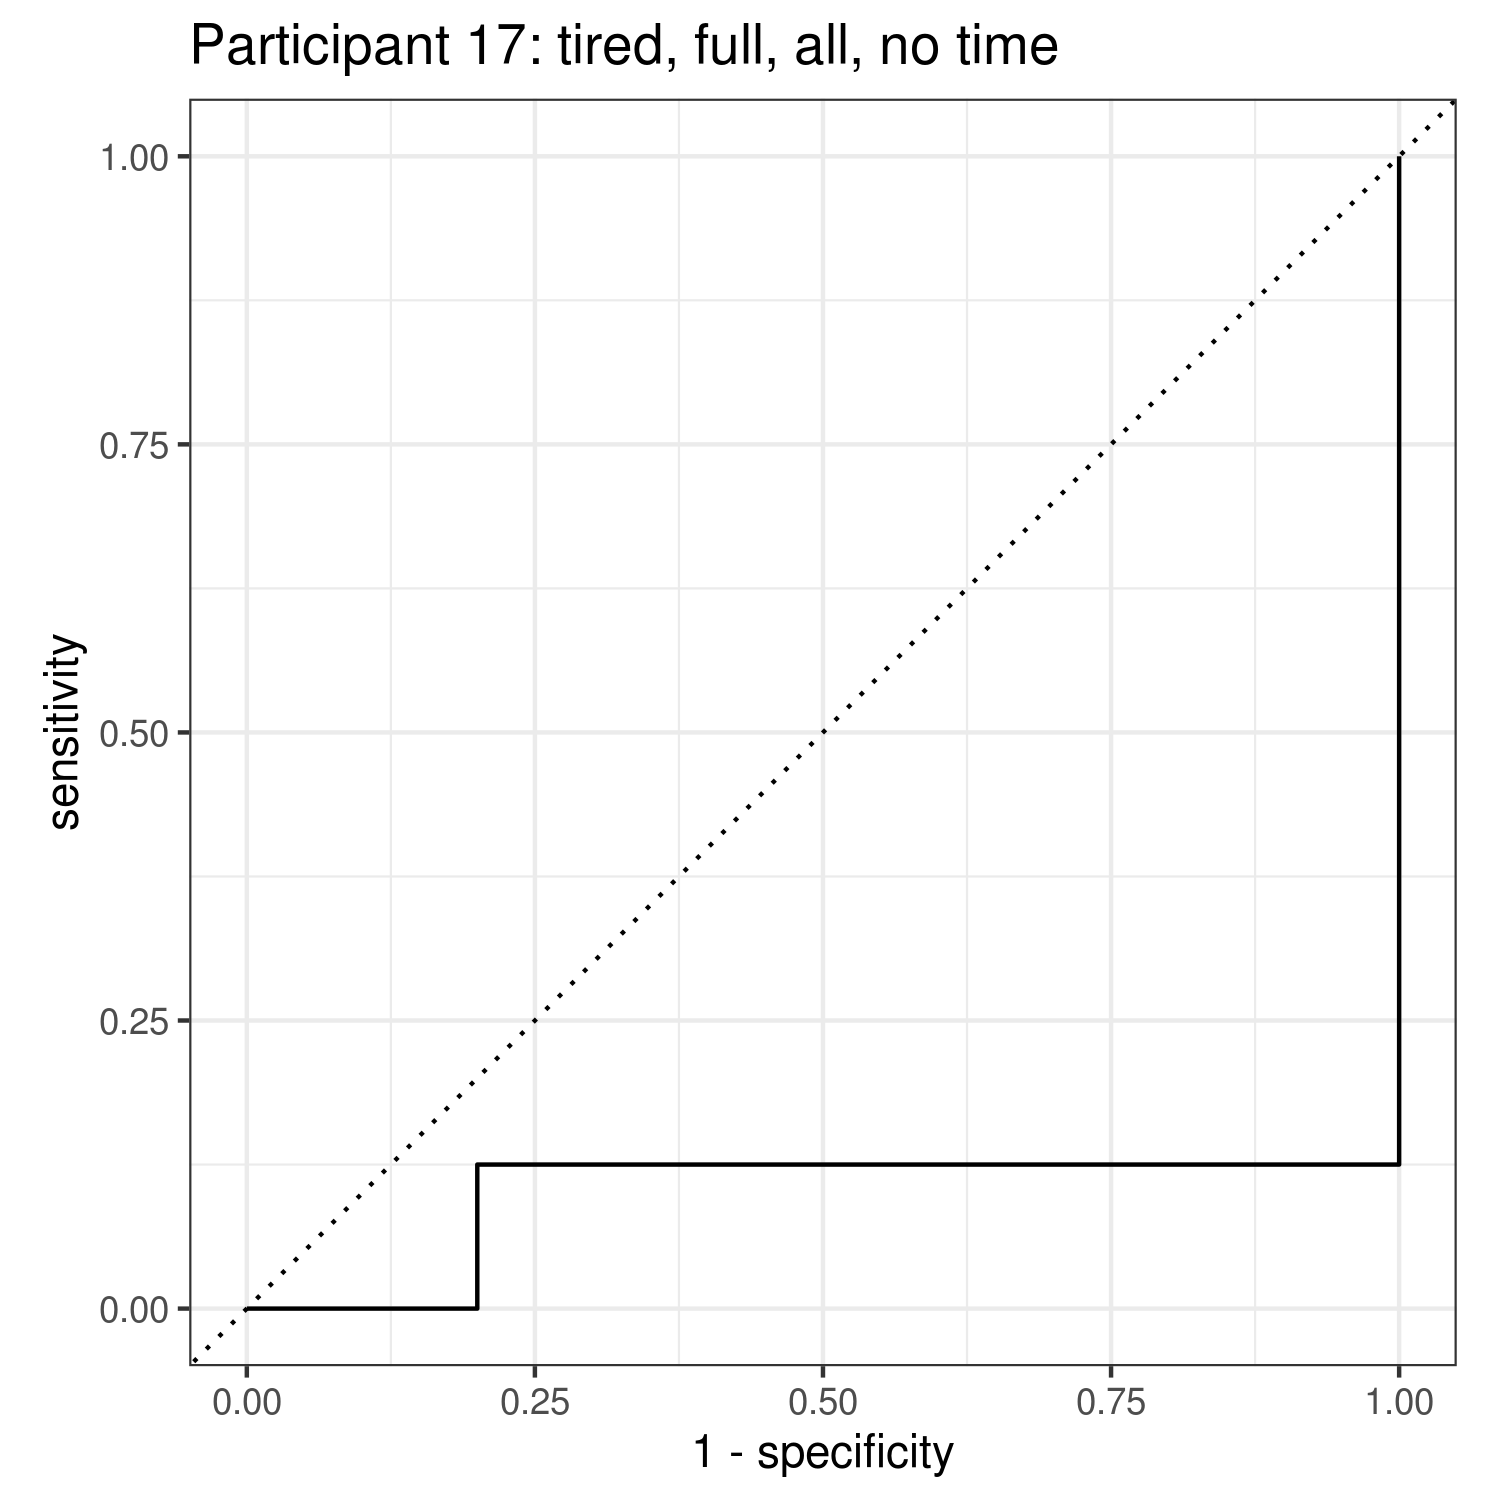 Participant 17: tired, full, all, no time
1.00
0.75
0.50
0.25
0.00
sensitivity
0.00 0.25 0.50 0.75 1.00
1 - specificity